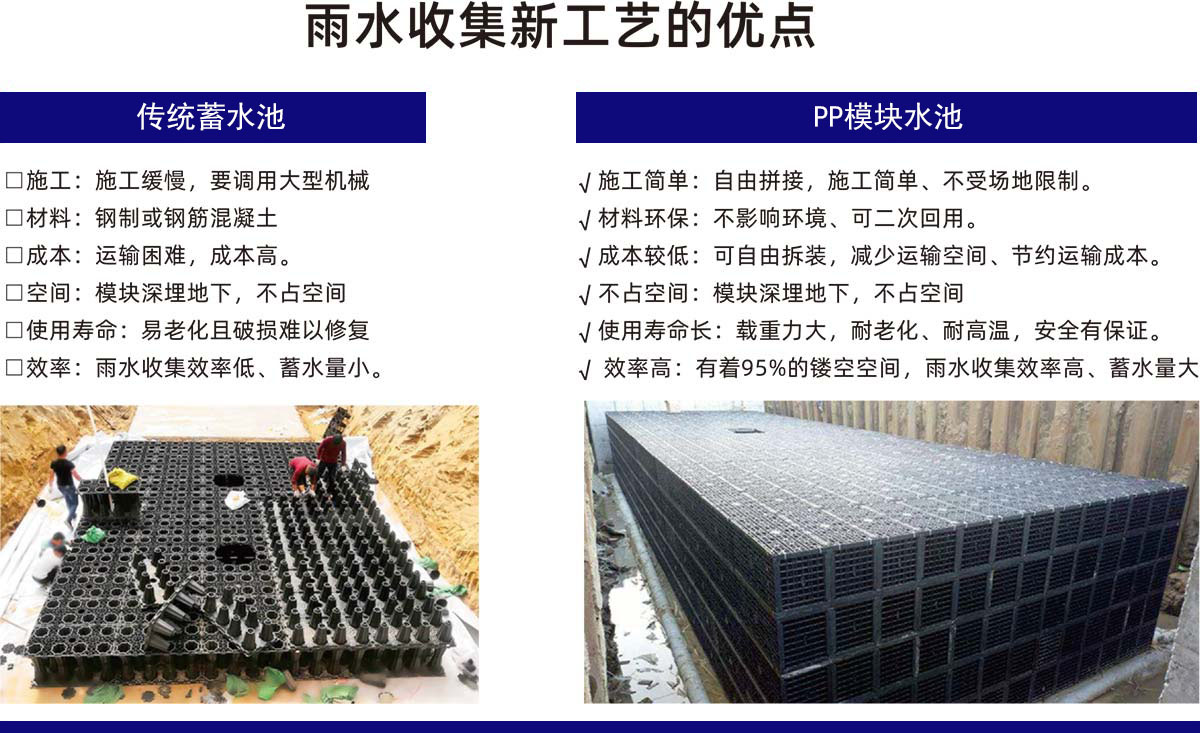 雨水收集新工艺的优点
传统蓄水池
□施工：施工缓慢，要调用大型机械
□材料：钢制或钢筋混凝土
□成本：运输困难，成本高。
□空间：模块深埋地下，不占空间
□使用寿命：易老化且破损难以修复
□效率：雨水收集效率低、蓄水量小。
PP模块水池
√ 施工简单：自由拼接，施工简单、不受场地限制。
√ 材料环保：不影响环境、可二次回用。
√ 成本较低：可自由拆装，减少运输空间、节约运输成本。
√ 不占空间：模块深埋地下，不占空间
√ 使用寿命长：载重力大，耐老化、耐高温，安全有保证。
√ 效率高：有着95%的镂空空间，雨水收集效率高、蓄水量大